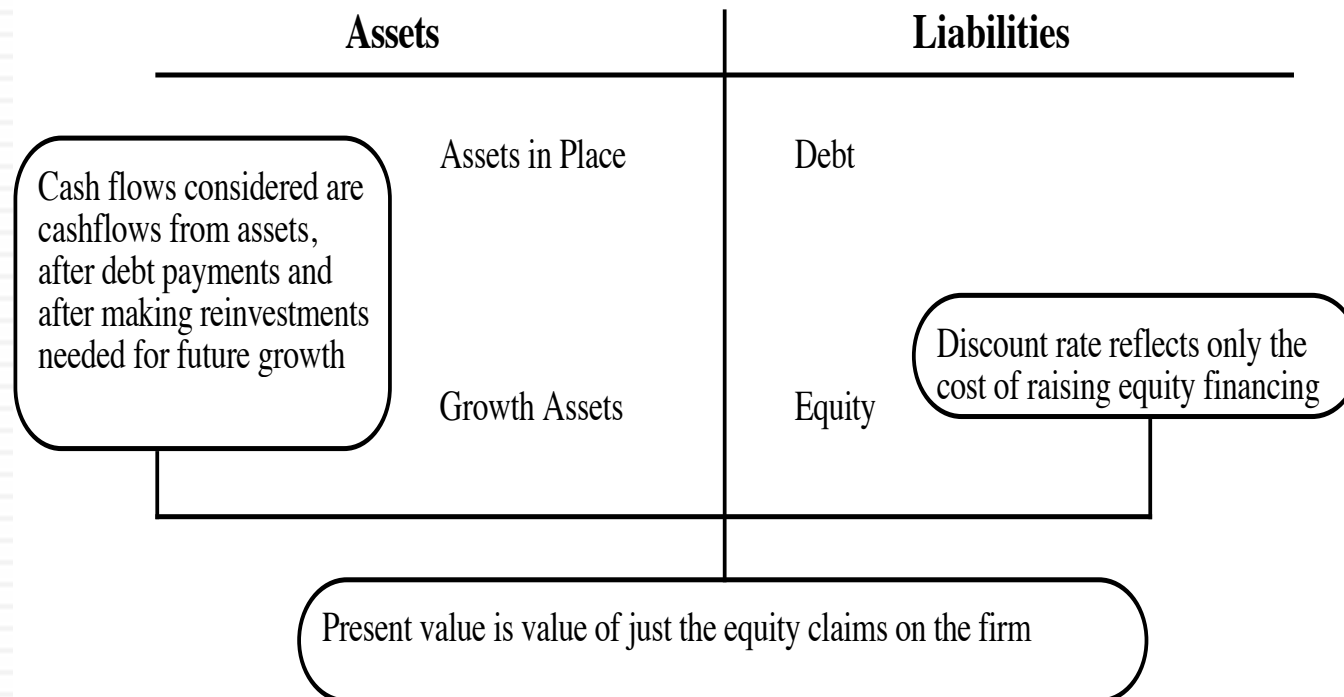 Assets
Liabilities
Assets in Place
Debt
Cash flows considered are
cashflows from assets,
after debt payments and
after making reinvestments
needed for future growth
Discount rate reflects only the
cost of raising equity financing
Growth Assets
Equity
Present value is value of just the equity claims on the firm